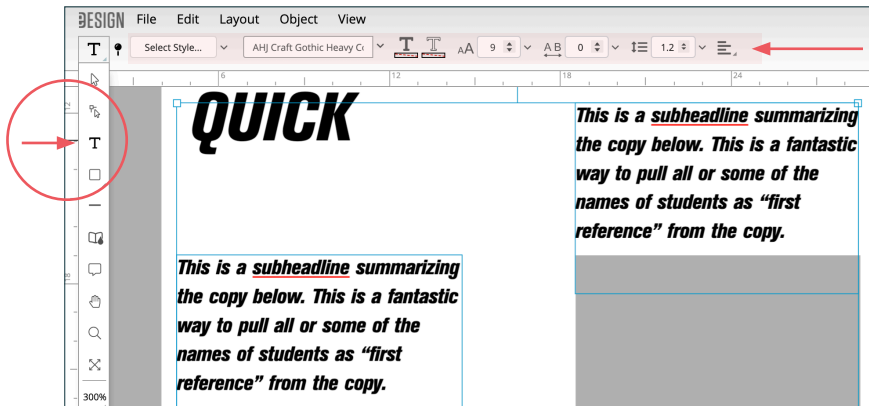 DESIGN File Edit Layout Object View
T Select Style... AHJ Craft Gothic Heavy Co T T AA 9 AB 0 1.2
6 12 18 24
12
T
18
300%
QUICK
This is a subheadline summarizing
the copy below. This is a fantastic
way to pull all or some of the
names of students as “first
reference” from the copy.
This is a subheadline summarizing
the copy below. This is a fantastic
way to pull all or some of the
names of students as “first
reference” from the copy.